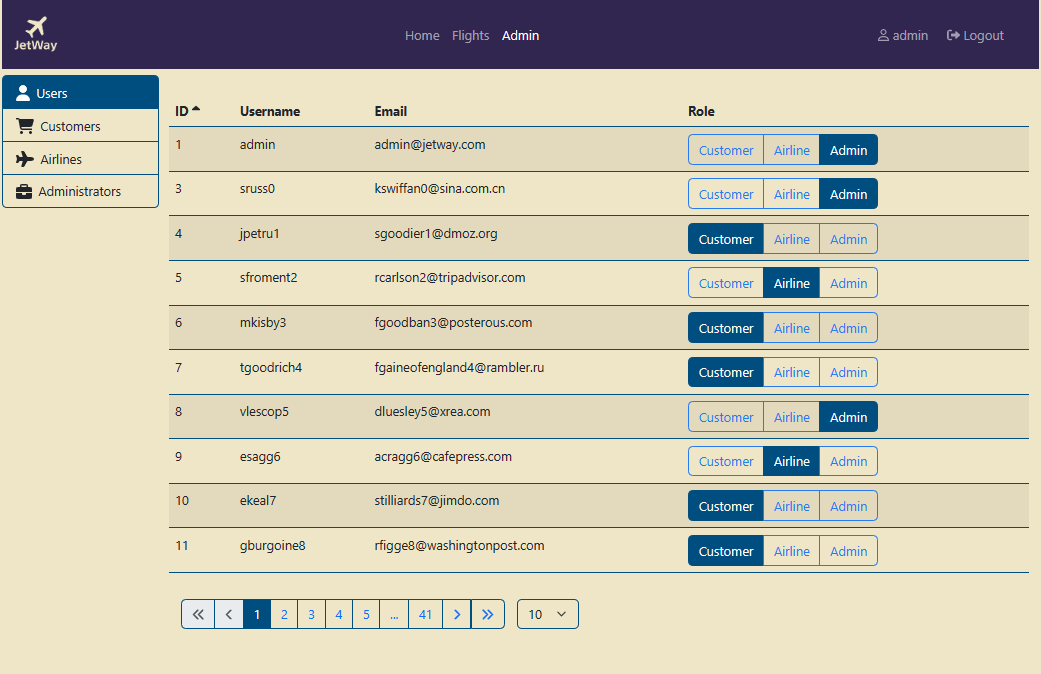 JetWay
Home Flights Admin
admin Logout
Users
Customers
Airlines
Administrators
ID Username Email Role
1 admin admin@jetway.com Customer Airline Admin
3 sruss0 kswiffan0@sina.com.cn Customer Airline Admin
4 jpetru1 sgoodier1@dmoz.org Customer Airline Admin
5 sfroment2 rcarlson2@tripadvisor.com Customer Airline Admin
6 mkisby3 fgoodban3@posterous.com Customer Airline Admin
7 tgoodrich4 fgaineofengland4@rambler.ru Customer Airline Admin
8 vlescop5 dluesley5@xrea.com Customer Airline Admin
9 esagg6 acragg6@cafepress.com Customer Airline Admin
10 ekeal7 stilliards7@jimdo.com Customer Airline Admin
11 gburgoine8 rfigge8@washingtonpost.com Customer Airline Admin
« ‹ 1 2 3 4 5 ... 41 › » 10